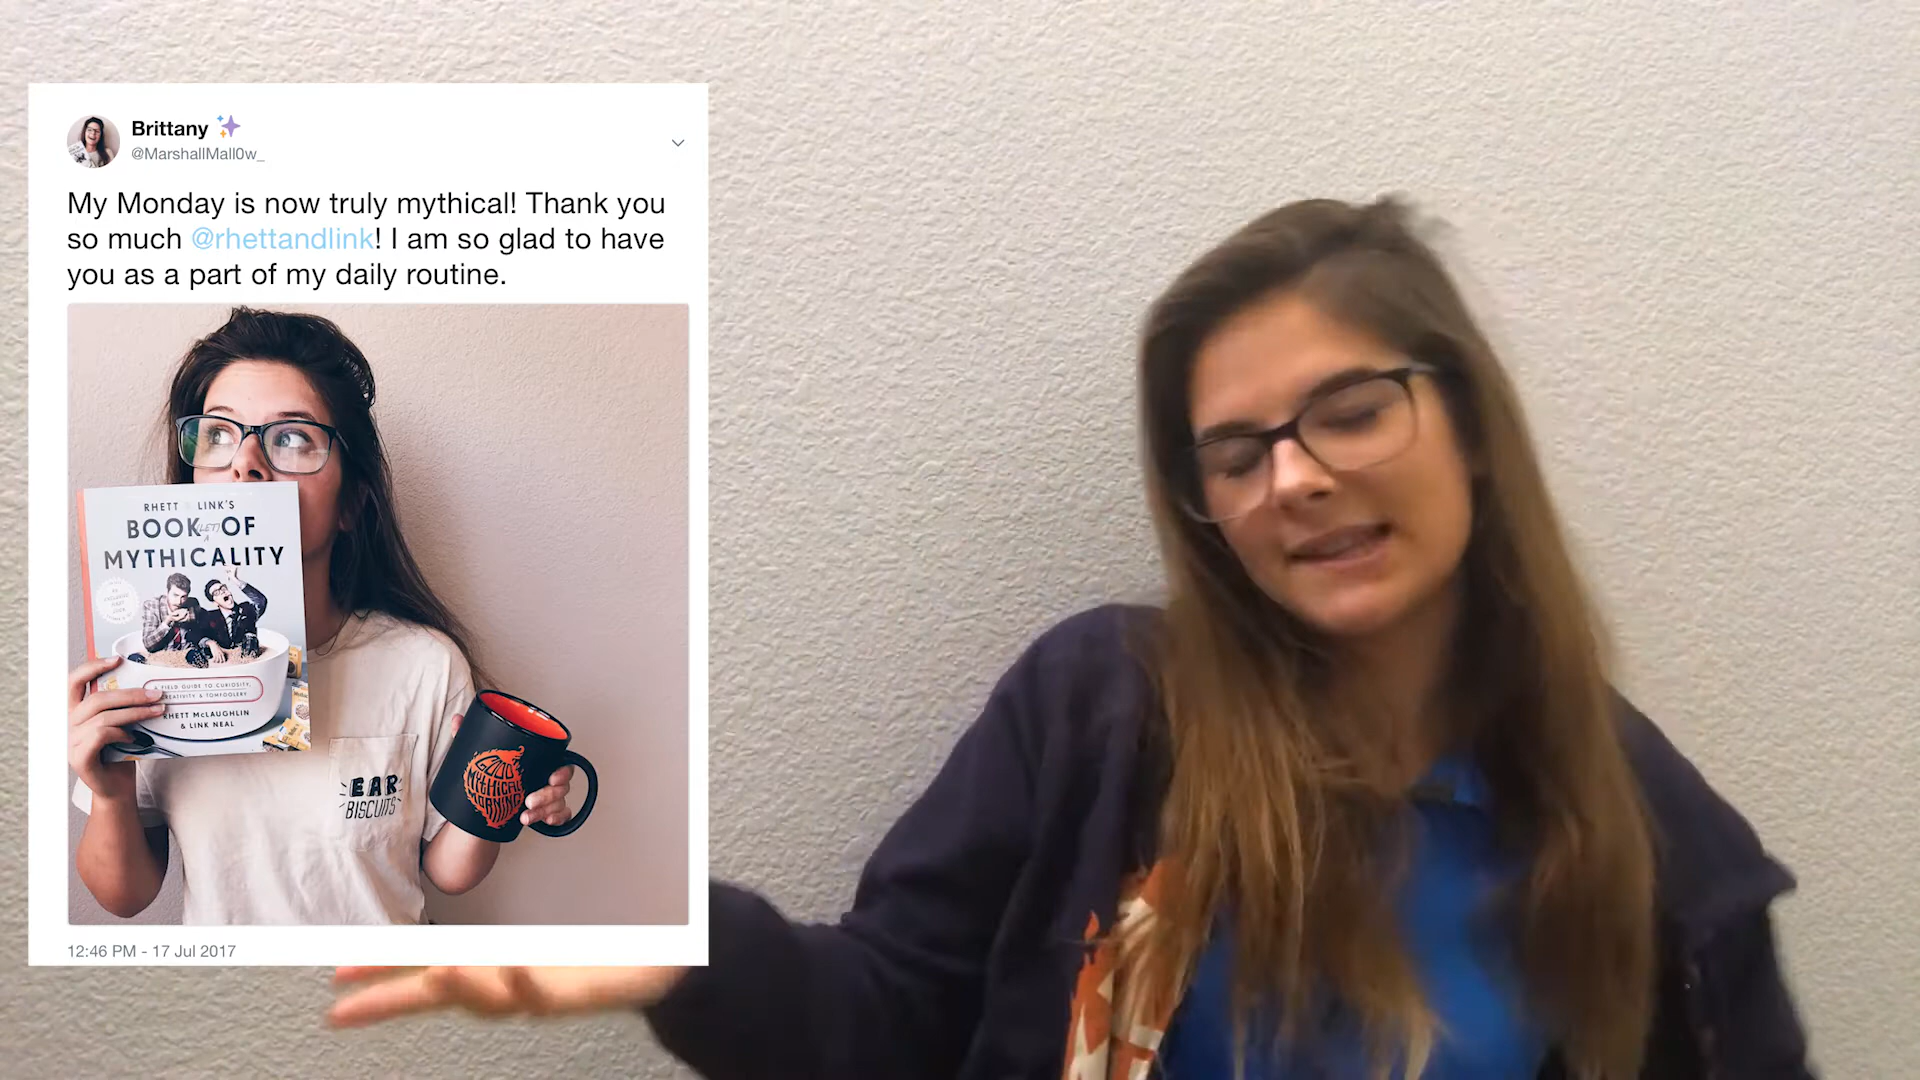 Brittany ✨
@MarshallMall0w_
My Monday is now truly mythical! Thank you
so much @rhettandlink! I am so glad to have
you as a part of my daily routine.
RHETT & LINK'S
BOOK(LET) OF
MYTHICALITY
A FIELD GUIDE TO CURIOSITY,
CREATIVITY & TOMFOOLERY
RHETT McLAUGHLIN
& LINK NEAL
EAR
BISCUITS
GOOD
MYTHICAL
MORNING
12:46 PM - 17 Jul 2017